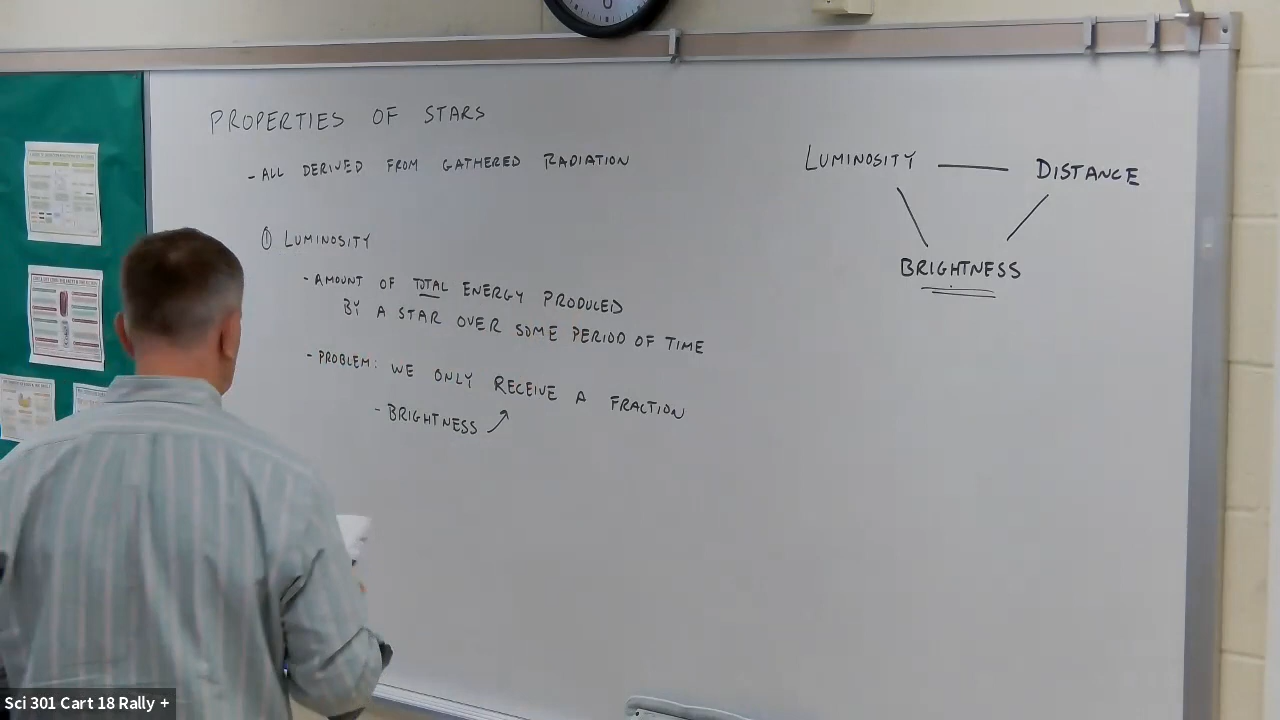 PROPERTIES OF STARS
- ALL DERIVED FROM GATHERED RADIATION
① LUMINOSITY
- AMOUNT OF TOTAL ENERGY PRODUCED
BY A STAR OVER SOME PERIOD OF TIME
- PROBLEM: WE ONLY RECEIVE A FRACTION
- BRIGHTNESS ↗
LUMINOSITY — DISTANCE
BRIGHTNESS
Sci 301 Cart 18 Rally +